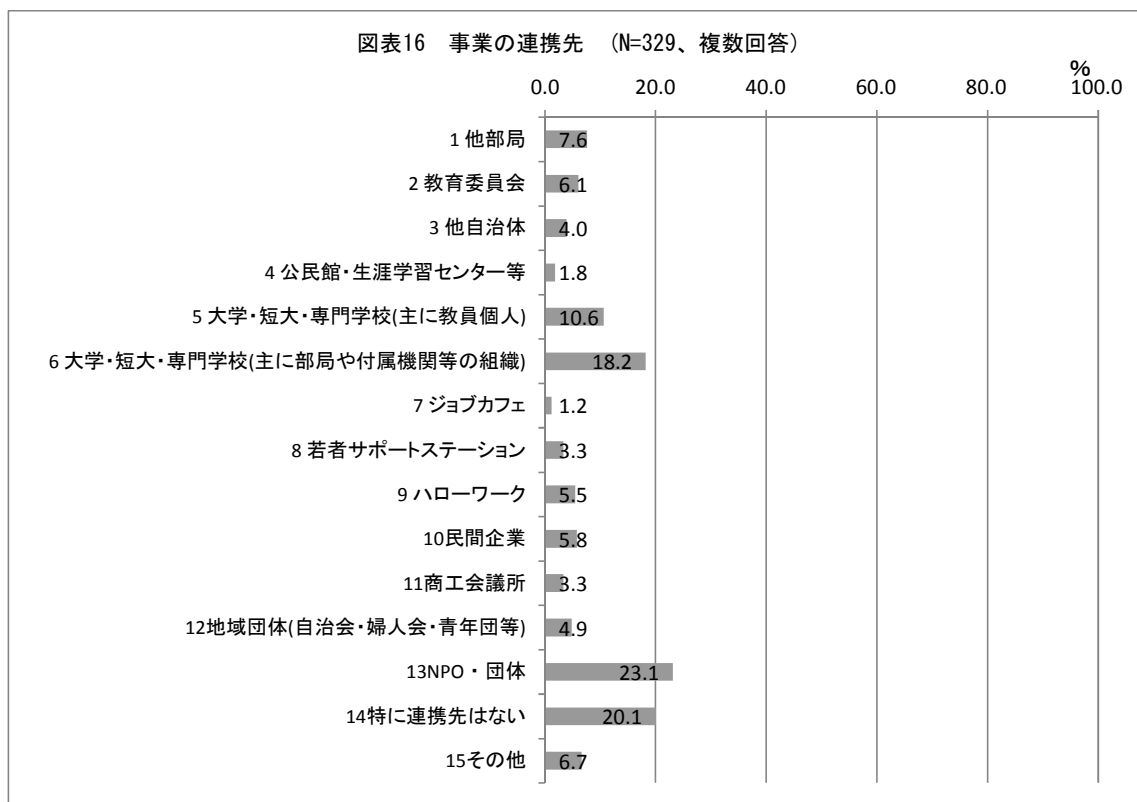 図表16 事業の連携先 (N=329、複数回答)
%
0.0 20.0 40.0 60.0 80.0 100.0
1 他部局 7.6
2 教育委員会 6.1
3 他自治体 4.0
4 公民館・生涯学習センター等 1.8
5 大学・短大・専門学校(主に教員個人) 10.6
6 大学・短大・専門学校(主に部局や付属機関等の組織) 18.2
7 ジョブカフェ 1.2
8 若者サポートステーション 3.3
9 ハローワーク 5.5
10民間企業 5.8
11商工会議所 3.3
12地域団体(自治会・婦人会・青年団等) 4.9
13NPO・団体 23.1
14特に連携先はない 20.1
15その他 6.7